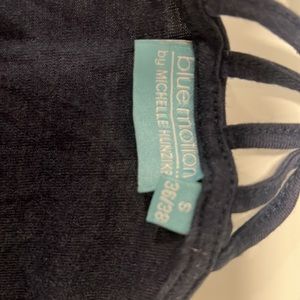 blue motion
by MICHELLE HUNZIKER
S
36/38